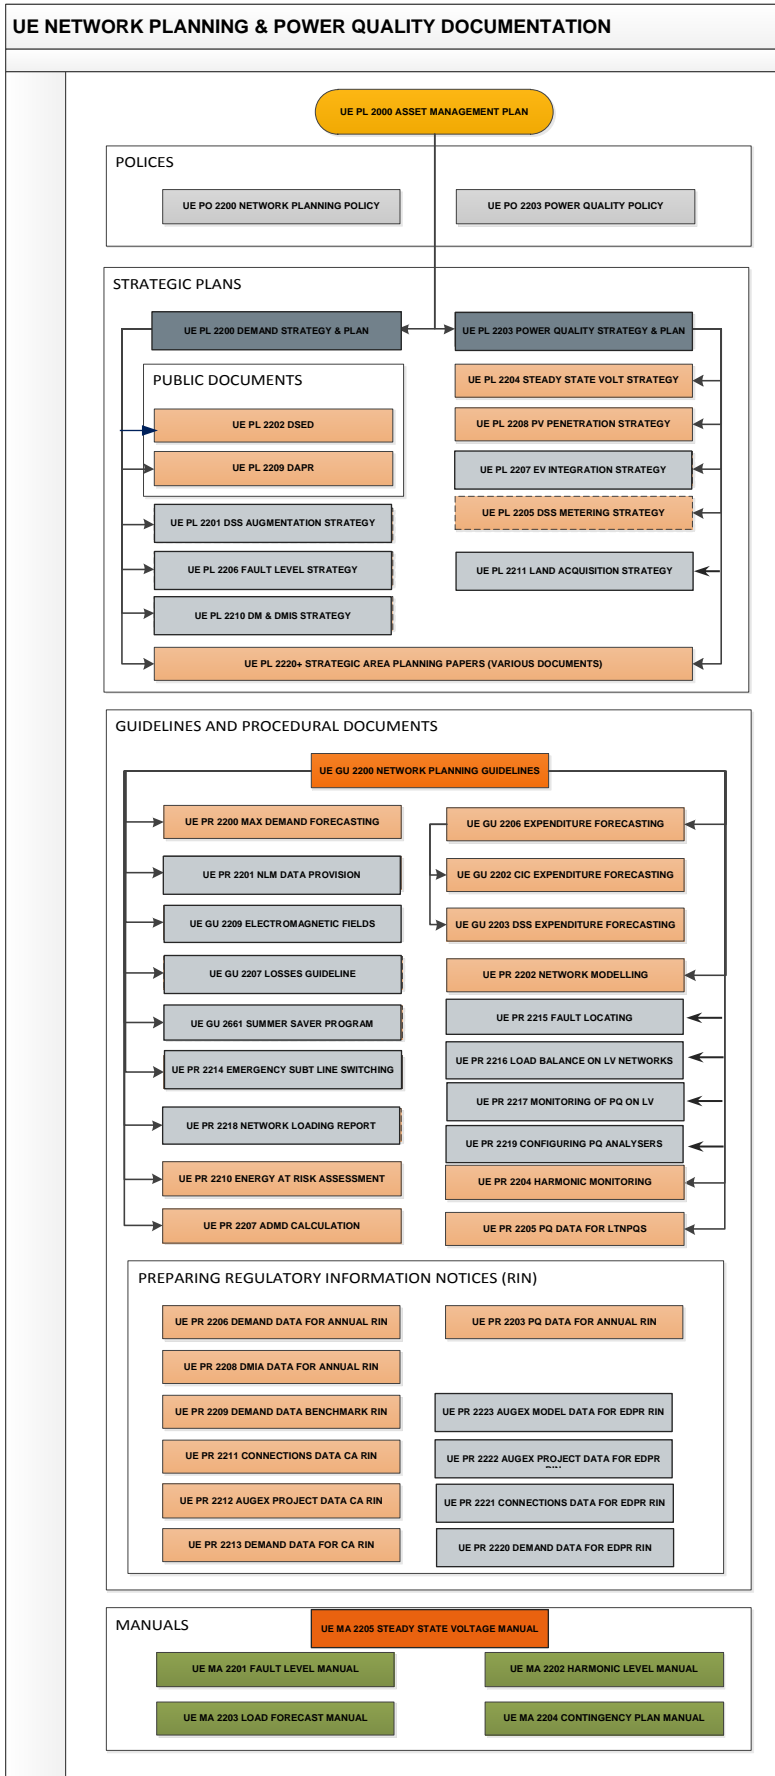 UE NETWORK PLANNING & POWER QUALITY DOCUMENTATION
UE PL 2000 ASSET MANAGEMENT PLAN
POLICES
UE PO 2200 NETWORK PLANNING POLICY
UE PO 2203 POWER QUALITY POLICY
STRATEGIC PLANS
UE PL 2200 DEMAND STRATEGY & PLAN
UE PL 2203 POWER QUALITY STRATEGY & PLAN
PUBLIC DOCUMENTS
UE PL 2202 DSED
UE PL 2209 DAPR
UE PL 2201 DSS AUGMENTATION STRATEGY
UE PL 2206 FAULT LEVEL STRATEGY
UE PL 2210 DM & DMIS STRATEGY
UE PL 2204 STEADY STATE VOLT STRATEGY
UE PL 2208 PV PENETRATION STRATEGY
UE PL 2207 EV INTEGRATION STRATEGY
UE PL 2205 DSS METERING STRATEGY
UE PL 2211 LAND ACQUISITION STRATEGY
UE PL 2220+ STRATEGIC AREA PLANNING PAPERS (VARIOUS DOCUMENTS)
GUIDELINES AND PROCEDURAL DOCUMENTS
UE GU 2200 NETWORK PLANNING GUIDELINES
UE PR 2200 MAX DEMAND FORECASTING
UE PR 2201 NLM DATA PROVISION
UE GU 2209 ELECTROMAGNETIC FIELDS
UE GU 2207 LOSSES GUIDELINE
UE GU 2661 SUMMER SAVER PROGRAM
UE PR 2214 EMERGENCY SUBT LINE SWITCHING
UE PR 2218 NETWORK LOADING REPORT
UE PR 2210 ENERGY AT RISK ASSESSMENT
UE PR 2207 ADMD CALCULATION
UE GU 2206 EXPENDITURE FORECASTING
UE GU 2202 CIC EXPENDITURE FORECASTING
UE GU 2203 DSS EXPENDITURE FORECASTING
UE PR 2202 NETWORK MODELLING
UE PR 2215 FAULT LOCATING
UE PR 2216 LOAD BALANCE ON LV NETWORKS
UE PR 2217 MONITORING OF PQ ON LV
UE PR 2219 CONFIGURING PQ ANALYSERS
UE PR 2204 HARMONIC MONITORING
UE PR 2205 PQ DATA FOR LTNPQS
PREPARING REGULATORY INFORMATION NOTICES (RIN)
UE PR 2206 DEMAND DATA FOR ANNUAL RIN
UE PR 2208 DMIA DATA FOR ANNUAL RIN
UE PR 2209 DEMAND DATA BENCHMARK RIN
UE PR 2211 CONNECTIONS DATA CA RIN
UE PR 2212 AUGEX PROJECT DATA CA RIN
UE PR 2213 DEMAND DATA FOR CA RIN
UE PR 2203 PQ DATA FOR ANNUAL RIN
UE PR 2223 AUGEX MODEL DATA FOR EDPR RIN
UE PR 2222 AUGEX PROJECT DATA FOR EDPR
UE PR 2221 CONNECTIONS DATA FOR EDPR RIN
UE PR 2220 DEMAND DATA FOR EDPR RIN
MANUALS
UE MA 2205 STEADY STATE VOLTAGE MANUAL
UE MA 2201 FAULT LEVEL MANUAL
UE MA 2202 HARMONIC LEVEL MANUAL
UE MA 2203 LOAD FORECAST MANUAL
UE MA 2204 CONTINGENCY PLAN MANUAL